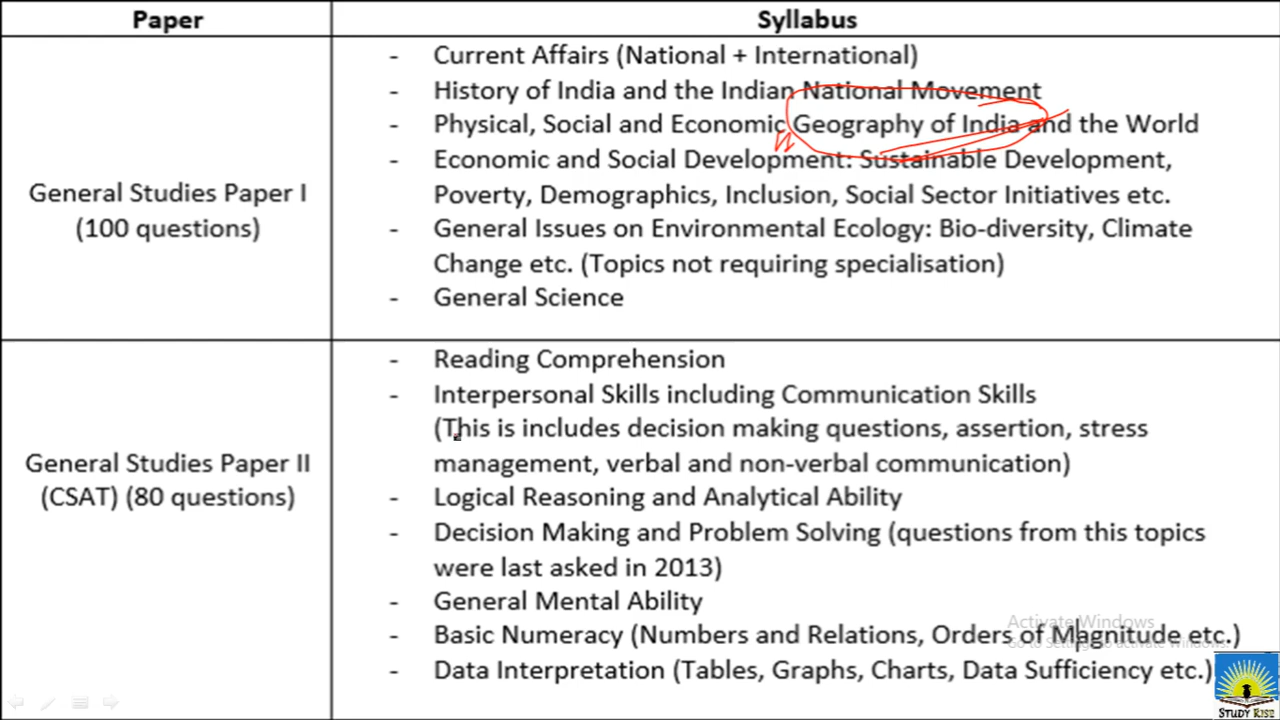 Paper Syllabus
General Studies Paper I
(100 questions)
- Current Affairs (National + International)
- History of India and the Indian National Movement
- Physical, Social and Economic Geography of India and the World
- Economic and Social Development: Sustainable Development,
Poverty, Demographics, Inclusion, Social Sector Initiatives etc.
- General Issues on Environmental Ecology: Bio-diversity, Climate
Change etc. (Topics not requiring specialisation)
- General Science
General Studies Paper II
(CSAT) (80 questions)
- Reading Comprehension
- Interpersonal Skills including Communication Skills
(This is includes decision making questions, assertion, stress
management, verbal and non-verbal communication)
- Logical Reasoning and Analytical Ability
- Decision Making and Problem Solving (questions from this topics
were last asked in 2013)
- General Mental Ability
- Basic Numeracy (Numbers and Relations, Orders of Magnitude etc.)
- Data Interpretation (Tables, Graphs, Charts, Data Sufficiency etc.)
Activate Windows
Go to Settings to activate Windows.
STUDY RISE